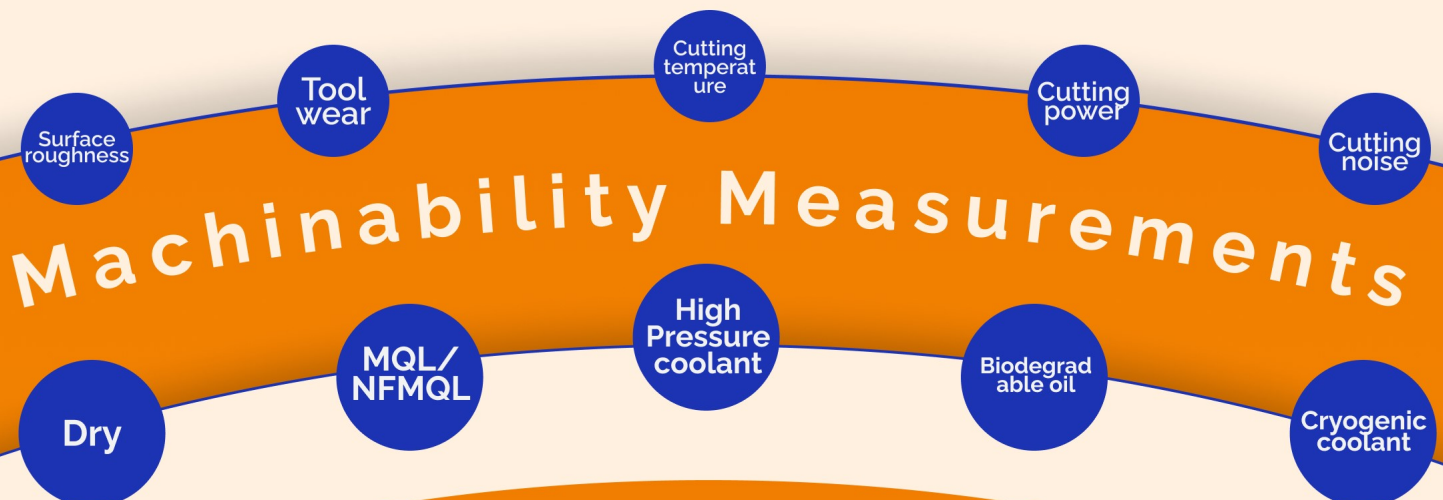 Surface
roughness
Tool
wear
Cutting
temperat
ure
Cutting
power
Cutting
noise
Machinability Measurements
Dry
MQL/
NFMQL
High
Pressure
coolant
Biodegrad
able oil
Cryogenic
coolant